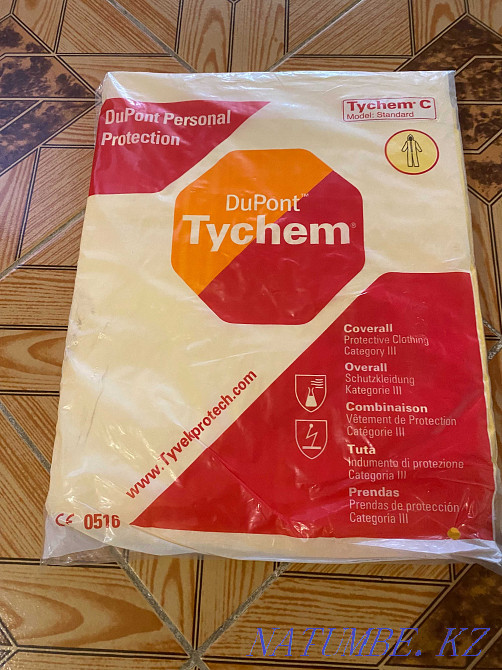 DuPont Personal
Protection
Tychem® C
Model: Standard
DuPont™
Tychem®
www.Tyvekprotech.com
Coverall
Protective Clothing
Category III
Overall
Schutzkleidung
Kategorie III
Combinaison
Vêtement de Protection
Catégorie III
Tuta
Indumento di protezione
Categoria III
Prendas
Prendas de protección
Categoría III
CE 0516
NATUMBE. KZ